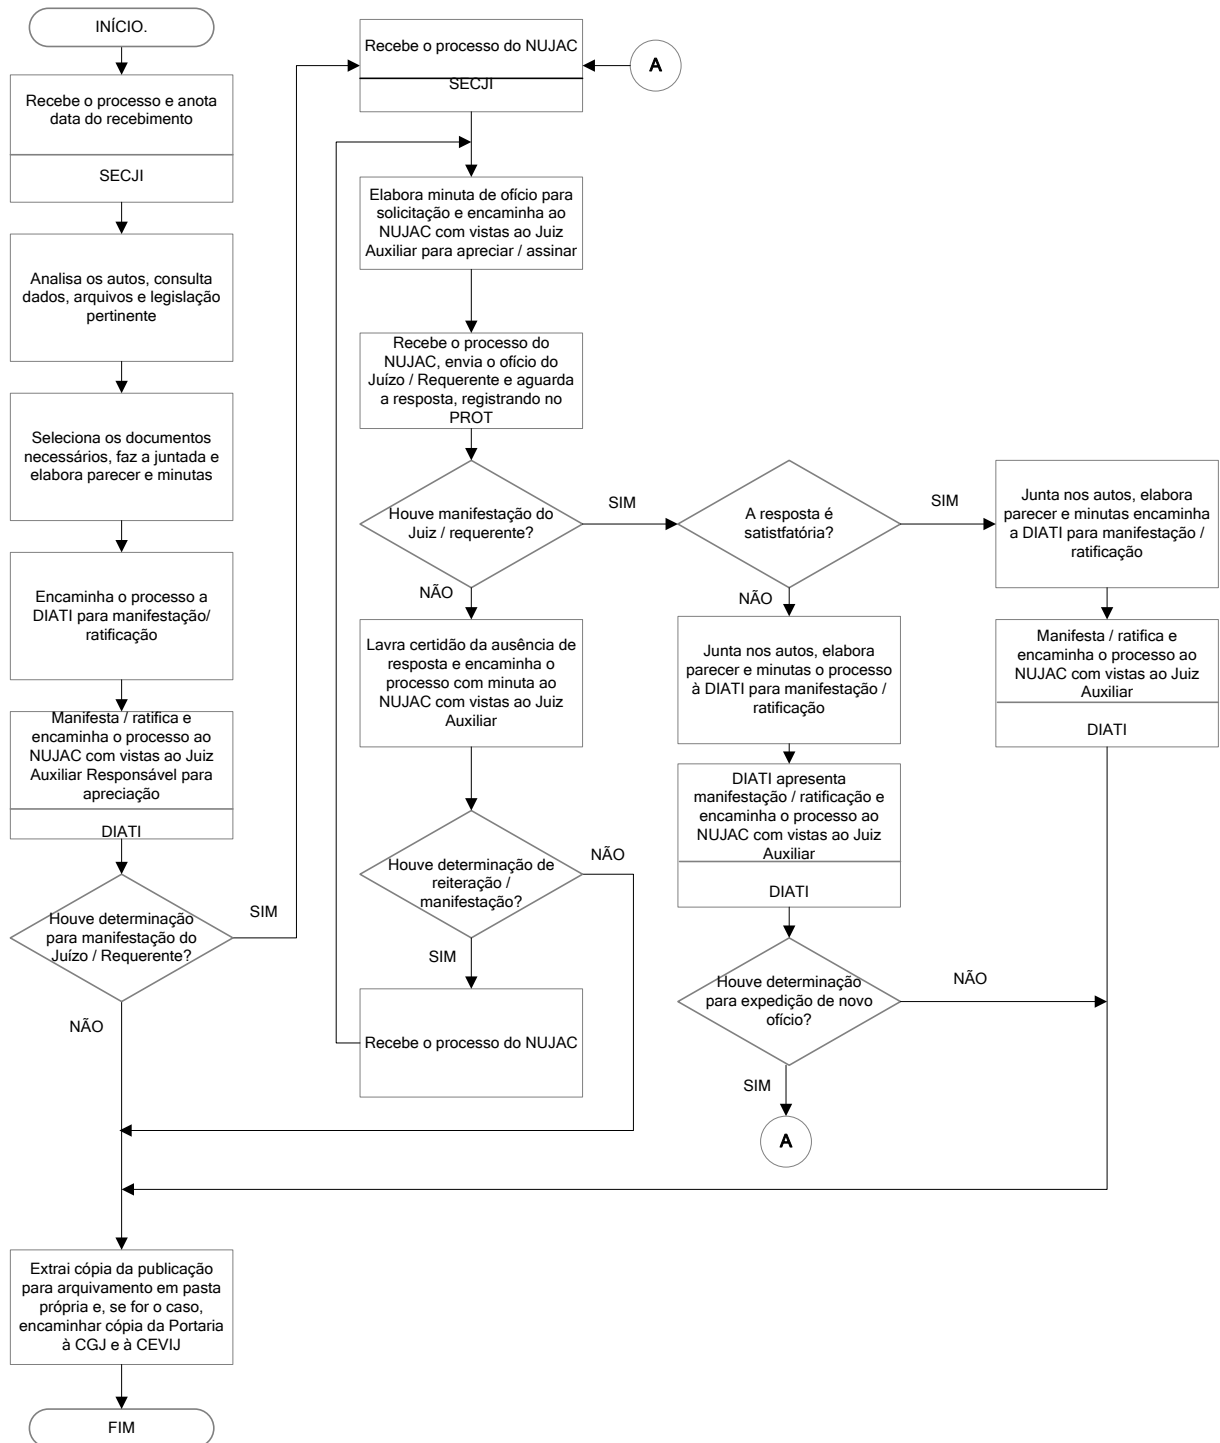 INÍCIO.
Recebe o processo e anota
data do recebimento
SECJI
Analisa os autos, consulta
dados, arquivos e legislação
pertinente
Seleciona os documentos
necessários, faz a juntada e
elabora parecer e minutas
Encaminha o processo a
DIATI para manifestação/
ratificação
Manifesta / ratifica e
encaminha o processo ao
NUJAC com vistas ao Juiz
Auxiliar Responsável para
apreciação
DIATI
Houve determinação
para manifestação do
Juízo / Requerente?
SIM
NÃO
Extrai cópia da publicação
para arquivamento em pasta
própria e, se for o caso,
encaminhar cópia da Portaria
à CGJ e à CEVIJ
FIM
Recebe o processo do NUJAC
SECJI
A
Elabora minuta de ofício para
solicitação e encaminha ao
NUJAC com vistas ao Juiz
Auxiliar para apreciar / assinar
Recebe o processo do
NUJAC, envia o ofício do
Juízo / Requerente e aguarda
a resposta, registrando no
PROT
Houve manifestação do
Juiz / requerente?
SIM
NÃO
Lavra certidão da ausência de
resposta e encaminha o
processo com minuta ao
NUJAC com vistas ao Juiz
Auxiliar
Houve determinação de
reiteração /
manifestação?
NÃO
SIM
Recebe o processo do NUJAC
A resposta é
satistfatória?
SIM
NÃO
Junta nos autos, elabora
parecer e minutas o processo
à DIATI para manifestação /
ratificação
DIATI apresenta
manifestação / ratificação e
encaminha o processo ao
NUJAC com vistas ao Juiz
Auxiliar
DIATI
Houve determinação
para expedição de novo
ofício?
NÃO
SIM
A
Junta nos autos, elabora
parecer e minutas encaminha
a DIATI para manifestação /
ratificação
Manifesta / ratifica e
encaminha o processo ao
NUJAC com vistas ao Juiz
Auxiliar
DIATI